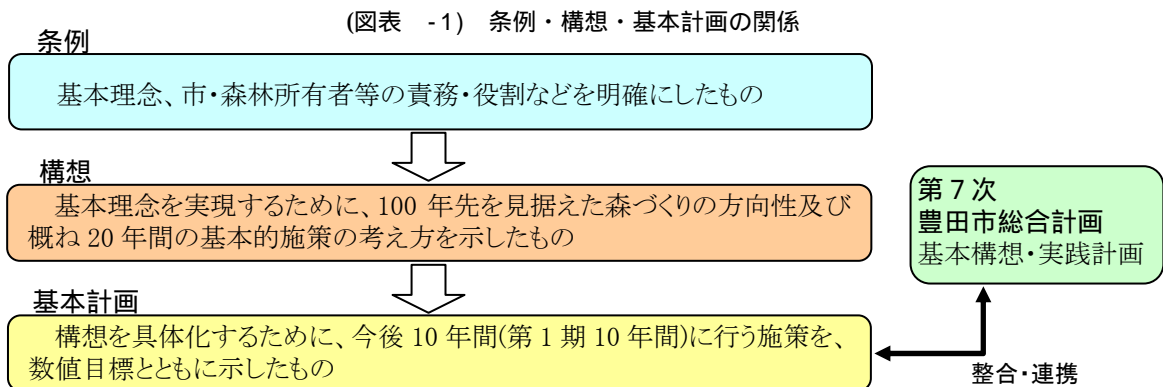 (図表　-1)　条例・構想・基本計画の関係
条例
基本理念、市・森林所有者等の責務・役割などを明確にしたもの
構想
基本理念を実現するために、100 年先を見据えた森づくりの方向性及び
概ね 20 年間の基本的施策の考え方を示したもの
基本計画
構想を具体化するために、今後 10 年間(第 1 期 10 年間)に行う施策を、
数値目標とともに示したもの
第７次
豊田市総合計画
基本構想・実践計画
整合・連携